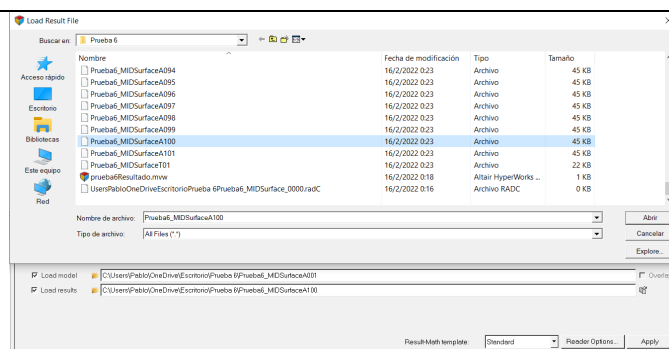 Load Result File
Buscar en: Prueba 6
Nombre Fecha de modificación Tipo Tamaño
Prueba6_MIDSurfaceA094 16/2/2022 0:23 Archivo 45 KB
Prueba6_MIDSurfaceA095 16/2/2022 0:23 Archivo 45 KB
Prueba6_MIDSurfaceA096 16/2/2022 0:23 Archivo 45 KB
Prueba6_MIDSurfaceA097 16/2/2022 0:23 Archivo 45 KB
Prueba6_MIDSurfaceA098 16/2/2022 0:23 Archivo 45 KB
Prueba6_MIDSurfaceA099 16/2/2022 0:23 Archivo 45 KB
Prueba6_MIDSurfaceA100 16/2/2022 0:23 Archivo 45 KB
Prueba6_MIDSurfaceA101 16/2/2022 0:23 Archivo 45 KB
Prueba6_MIDSurfaceT01 16/2/2022 0:23 Archivo 22 KB
prueba6Resultado.mvw 16/2/2022 0:18 Altair HyperWorks ... 1 KB
UsersPabloOneDriveEscritorioPrueba 6Prueba6_MIDSurface_0000.radC 16/2/2022 0:16 Archivo RADC 0 KB
Acceso rápido
Escritorio
Bibliotecas
Este equipo
Red
Nombre de archivo: Prueba6_MIDSurfaceA100 Abrir
Tipo de archivo: All Files (*.*) Cancelar
Explore...
Load model C:\Users\Pablo\OneDrive\Escritorio\Prueba 6\Prueba6_MIDSurfaceA001
Load results C:\Users\Pablo\OneDrive\Escritorio\Prueba 6\Prueba6_MIDSurfaceA100
Result-Math template: Standard Reader Options... Apply